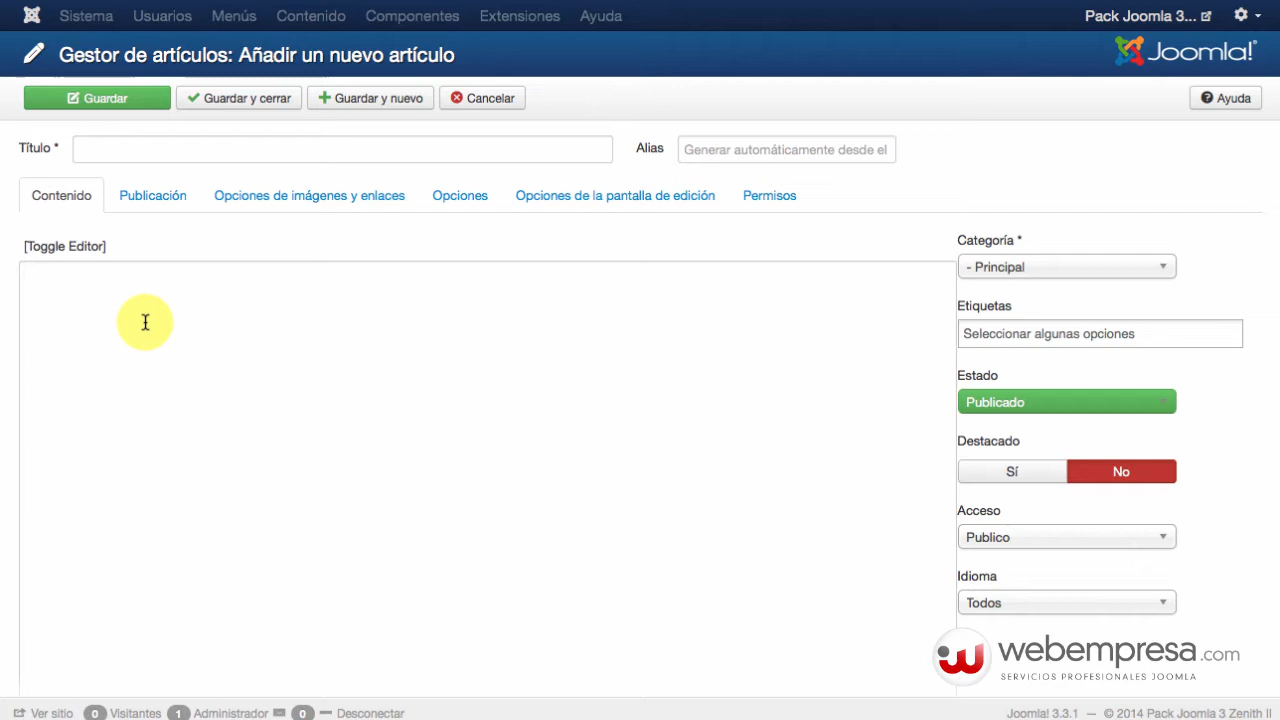 Sistema Usuarios Menús Contenido Componentes Extensiones Ayuda Pack Joomla 3...
Gestor de artículos: Añadir un nuevo artículo Joomla!®
Guardar Guardar y cerrar Guardar y nuevo Cancelar Ayuda
Título * Alias Generar automáticamente desde el
Contenido Publicación Opciones de imágenes y enlaces Opciones Opciones de la pantalla de edición Permisos
[Toggle Editor]
Categoría *
- Principal
Etiquetas
Seleccionar algunas opciones
Estado
Publicado
Destacado
Sí No
Acceso
Publico
Idioma
Todos
webempresa.com
SERVICIOS PROFESIONALES JOOMLA
Ver sitio 0 Visitantes 1 Administrador 0 Desconectar Joomla! 3.3.1 — © 2014 Pack Joomla 3 Zenith II